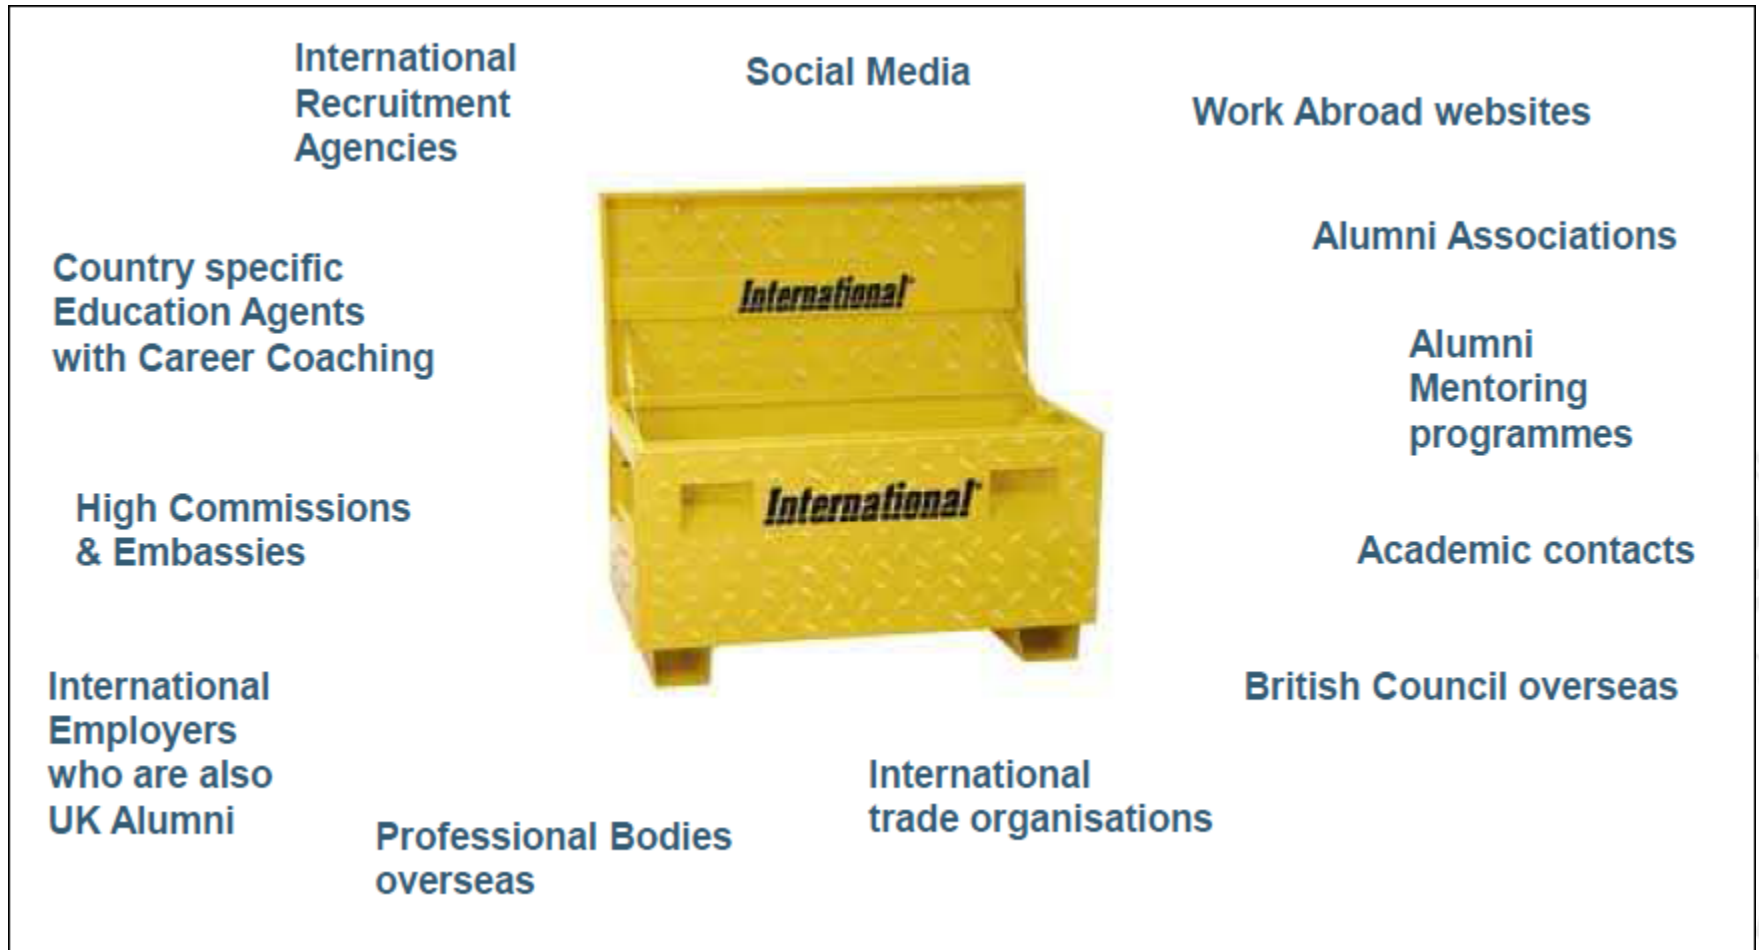 International
Recruitment
Agencies
Social Media
Work Abroad websites
Alumni Associations
Country specific
Education Agents
with Career Coaching
International
Alumni
Mentoring
programmes
International
High Commissions
& Embassies
Academic contacts
International
Employers
who are also
UK Alumni
British Council overseas
International
trade organisations
Professional Bodies
overseas